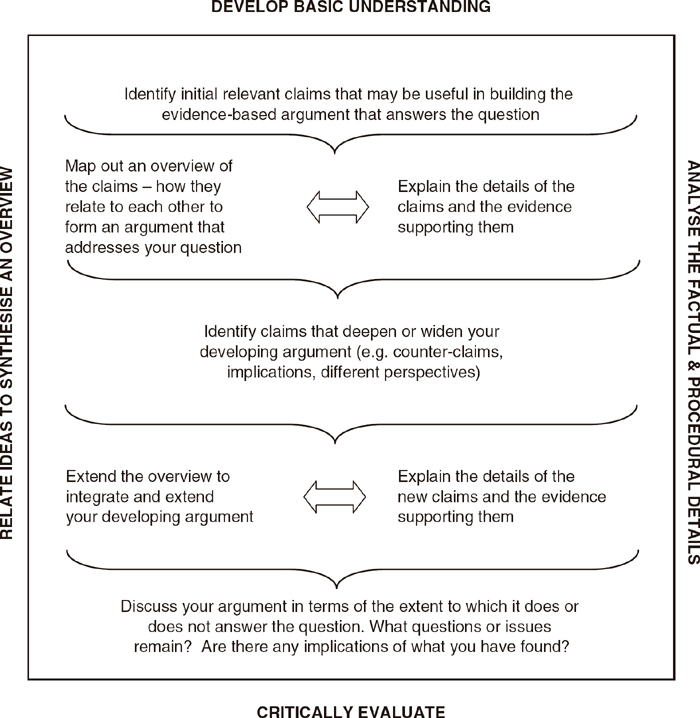 DEVELOP BASIC UNDERSTANDING
Identify initial relevant claims that may be useful in building the
evidence-based argument that answers the question
Map out an overview of
the claims – how they
relate to each other to
form an argument that
addresses your question
Explain the details of the
claims and the evidence
supporting them
Identify claims that deepen or widen your
developing argument (e.g. counter-claims,
implications, different perspectives)
Extend the overview to
integrate and extend
your developing argument
Explain the details of the
new claims and the evidence
supporting them
Discuss your argument in terms of the extent to which it does or
does not answer the question. What questions or issues
remain? Are there any implications of what you have found?
RELATE IDEAS TO SYNTHESISE AN OVERVIEW
ANALYSE THE FACTUAL & PROCEDURAL DETAILS
CRITICALLY EVALUATE